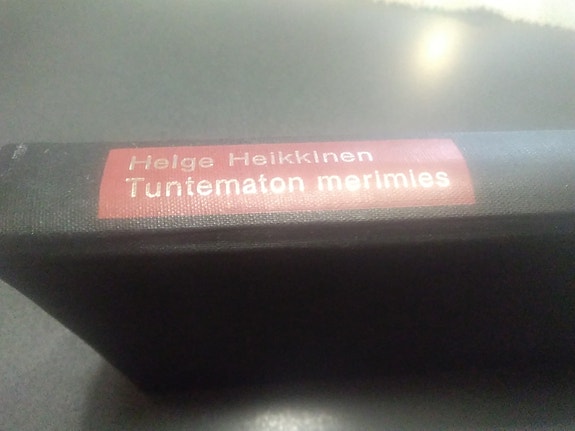 Helge Heikkinen
Tuntematon merimies